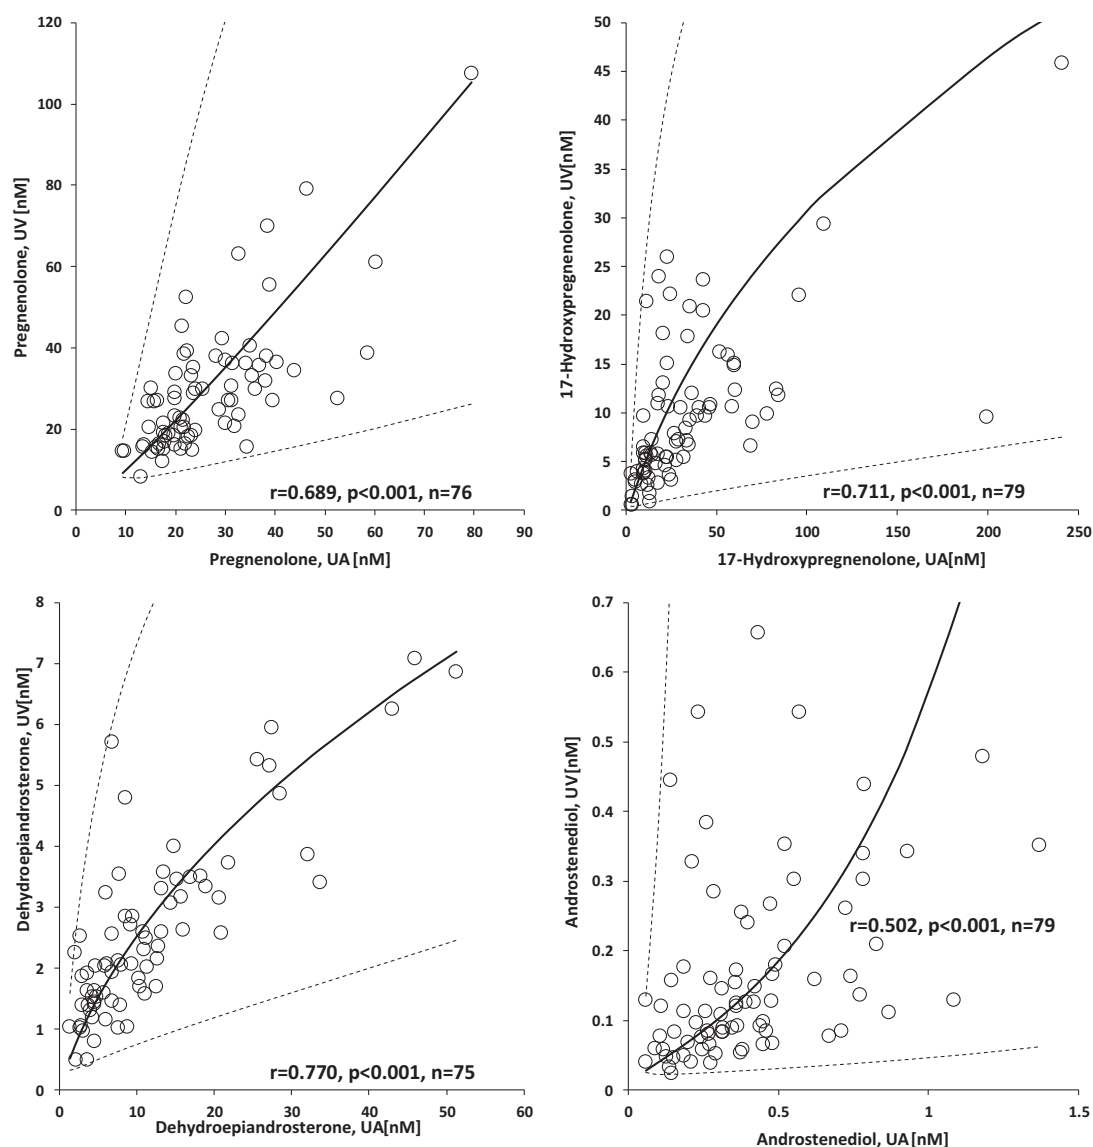 120
100
80
60
40
20
0
Pregnenolone, UV [nM]
0 10 20 30 40 50 60 70 80 90
Pregnenolone, UA [nM]
r=0.689, p<0.001, n=76
50
45
40
35
30
25
20
15
10
5
0
17-Hydroxypregnenolone, UV[nM]
0 50 100 150 200 250
17-Hydroxypregnenolone, UA[nM]
r=0.711, p<0.001, n=79
8
7
6
5
4
3
2
1
0
Dehydroepiandrosterone, UV[nM]
0 10 20 30 40 50 60
Dehydroepiandrosterone, UA[nM]
r=0.770, p<0.001, n=75
0.7
0.6
0.5
0.4
0.3
0.2
0.1
0
Androstenediol, UV[nM]
0 0.5 1 1.5
Androstenediol, UA[nM]
r=0.502, p<0.001, n=79